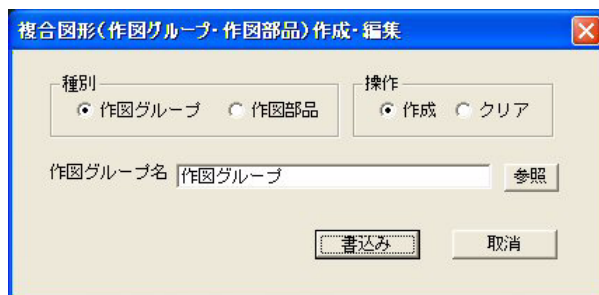 複合図形(作図グループ・作図部品)作成・編集
種別
作図グループ 作図部品
操作
作成 クリア
作図グループ名 作図グループ 参照
書込み 取消